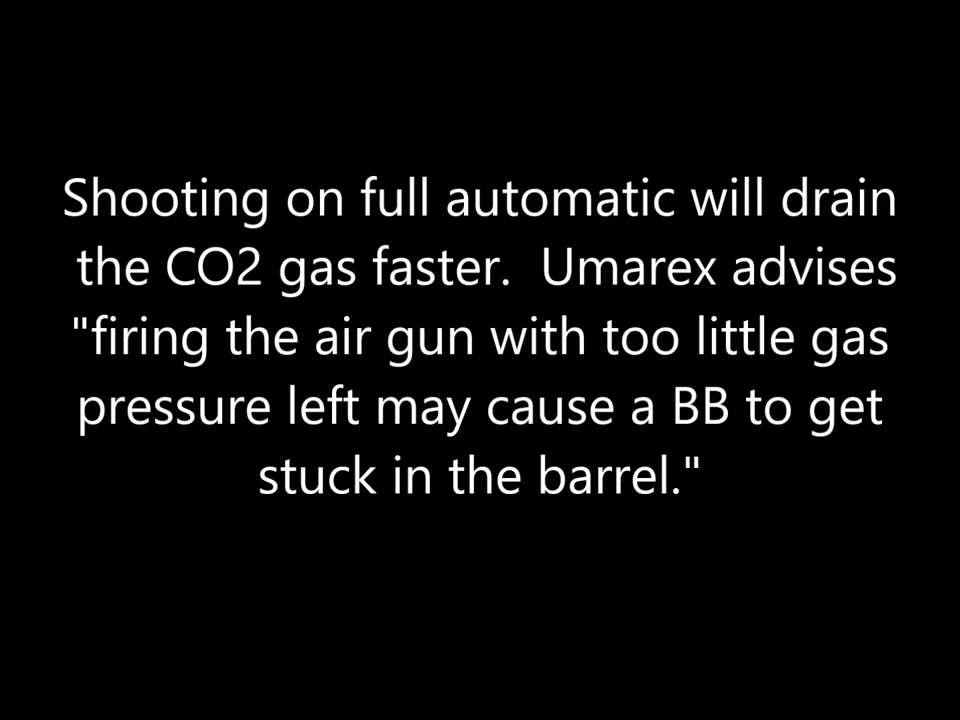 Shooting on full automatic will drain
the CO2 gas faster.  Umarex advises
"firing the air gun with too little gas
pressure left may cause a BB to get
stuck in the barrel."